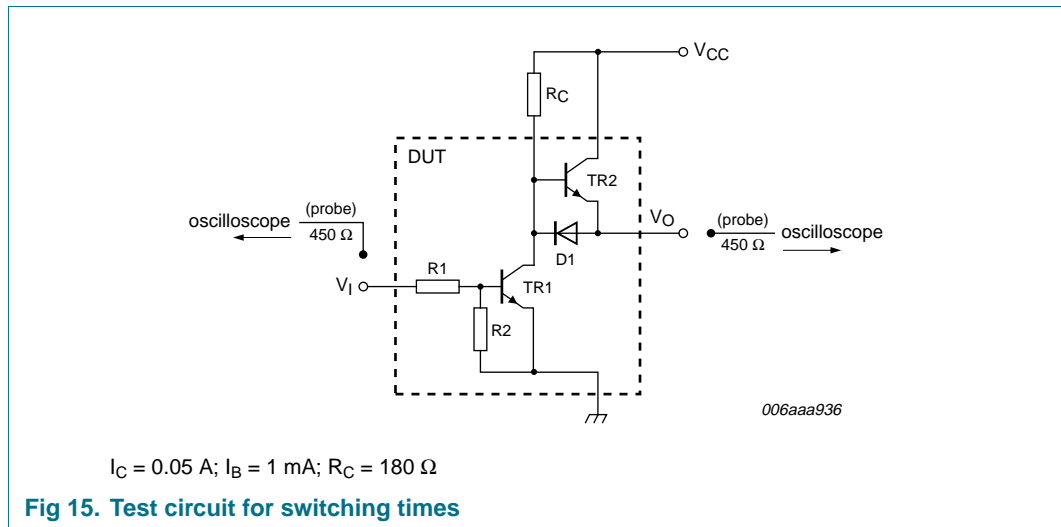 V_CC
R_C
DUT
TR2
oscilloscope
(probe)
450 Ω
V_O
(probe)
450 Ω
oscilloscope
D1
R1
V_I
TR1
R2
006aaa936
I_C = 0.05 A; I_B = 1 mA; R_C = 180 Ω
Fig 15. Test circuit for switching times